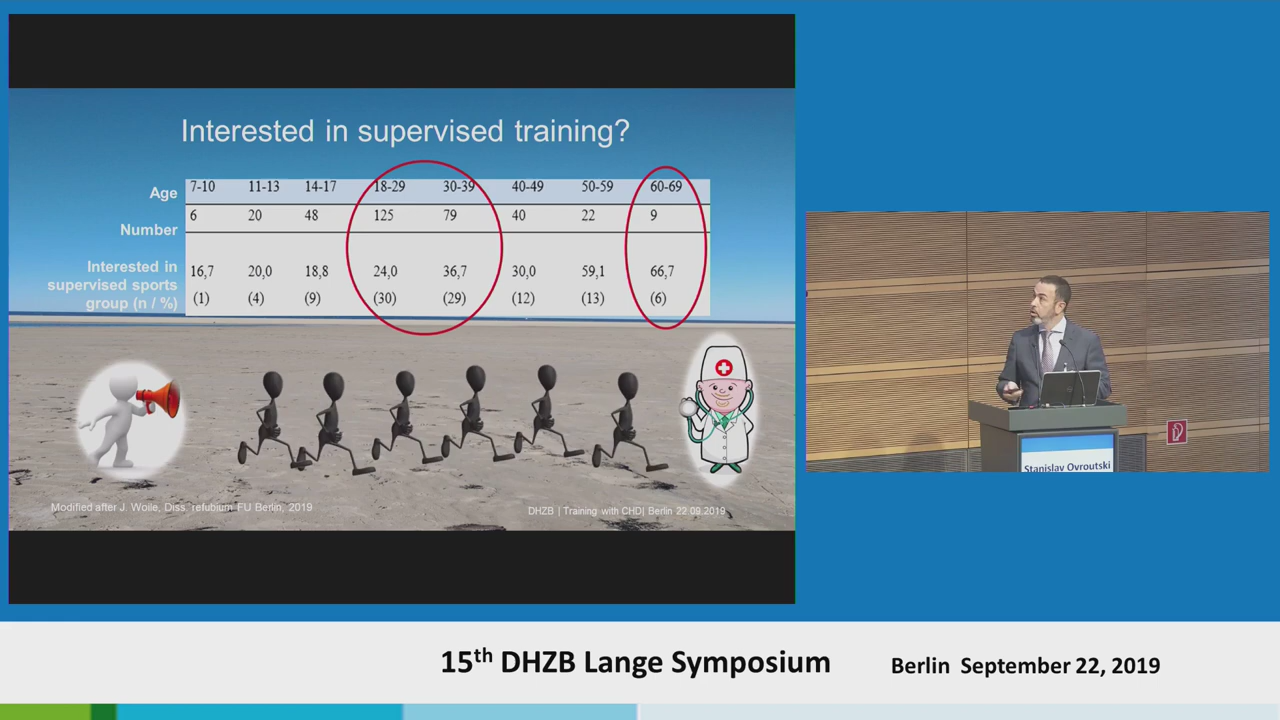 Interested in supervised training?
Age 7-10 11-13 14-17 18-29 30-39 40-49 50-59 60-69
Number 6 20 48 125 79 40 22 9
Interested in supervised sports group (n / %) 16,7 20,0 18,8 24,0 36,7 30,0 59,1 66,7
(1) (4) (9) (30) (29) (12) (13) (6)
Modified after J. Woile, Diss. refubium FU Berlin, 2019
DHZB | Training with CHD| Berlin 22.09.2019
Stanislav Ovroutski
15th DHZB Lange Symposium
Berlin September 22, 2019